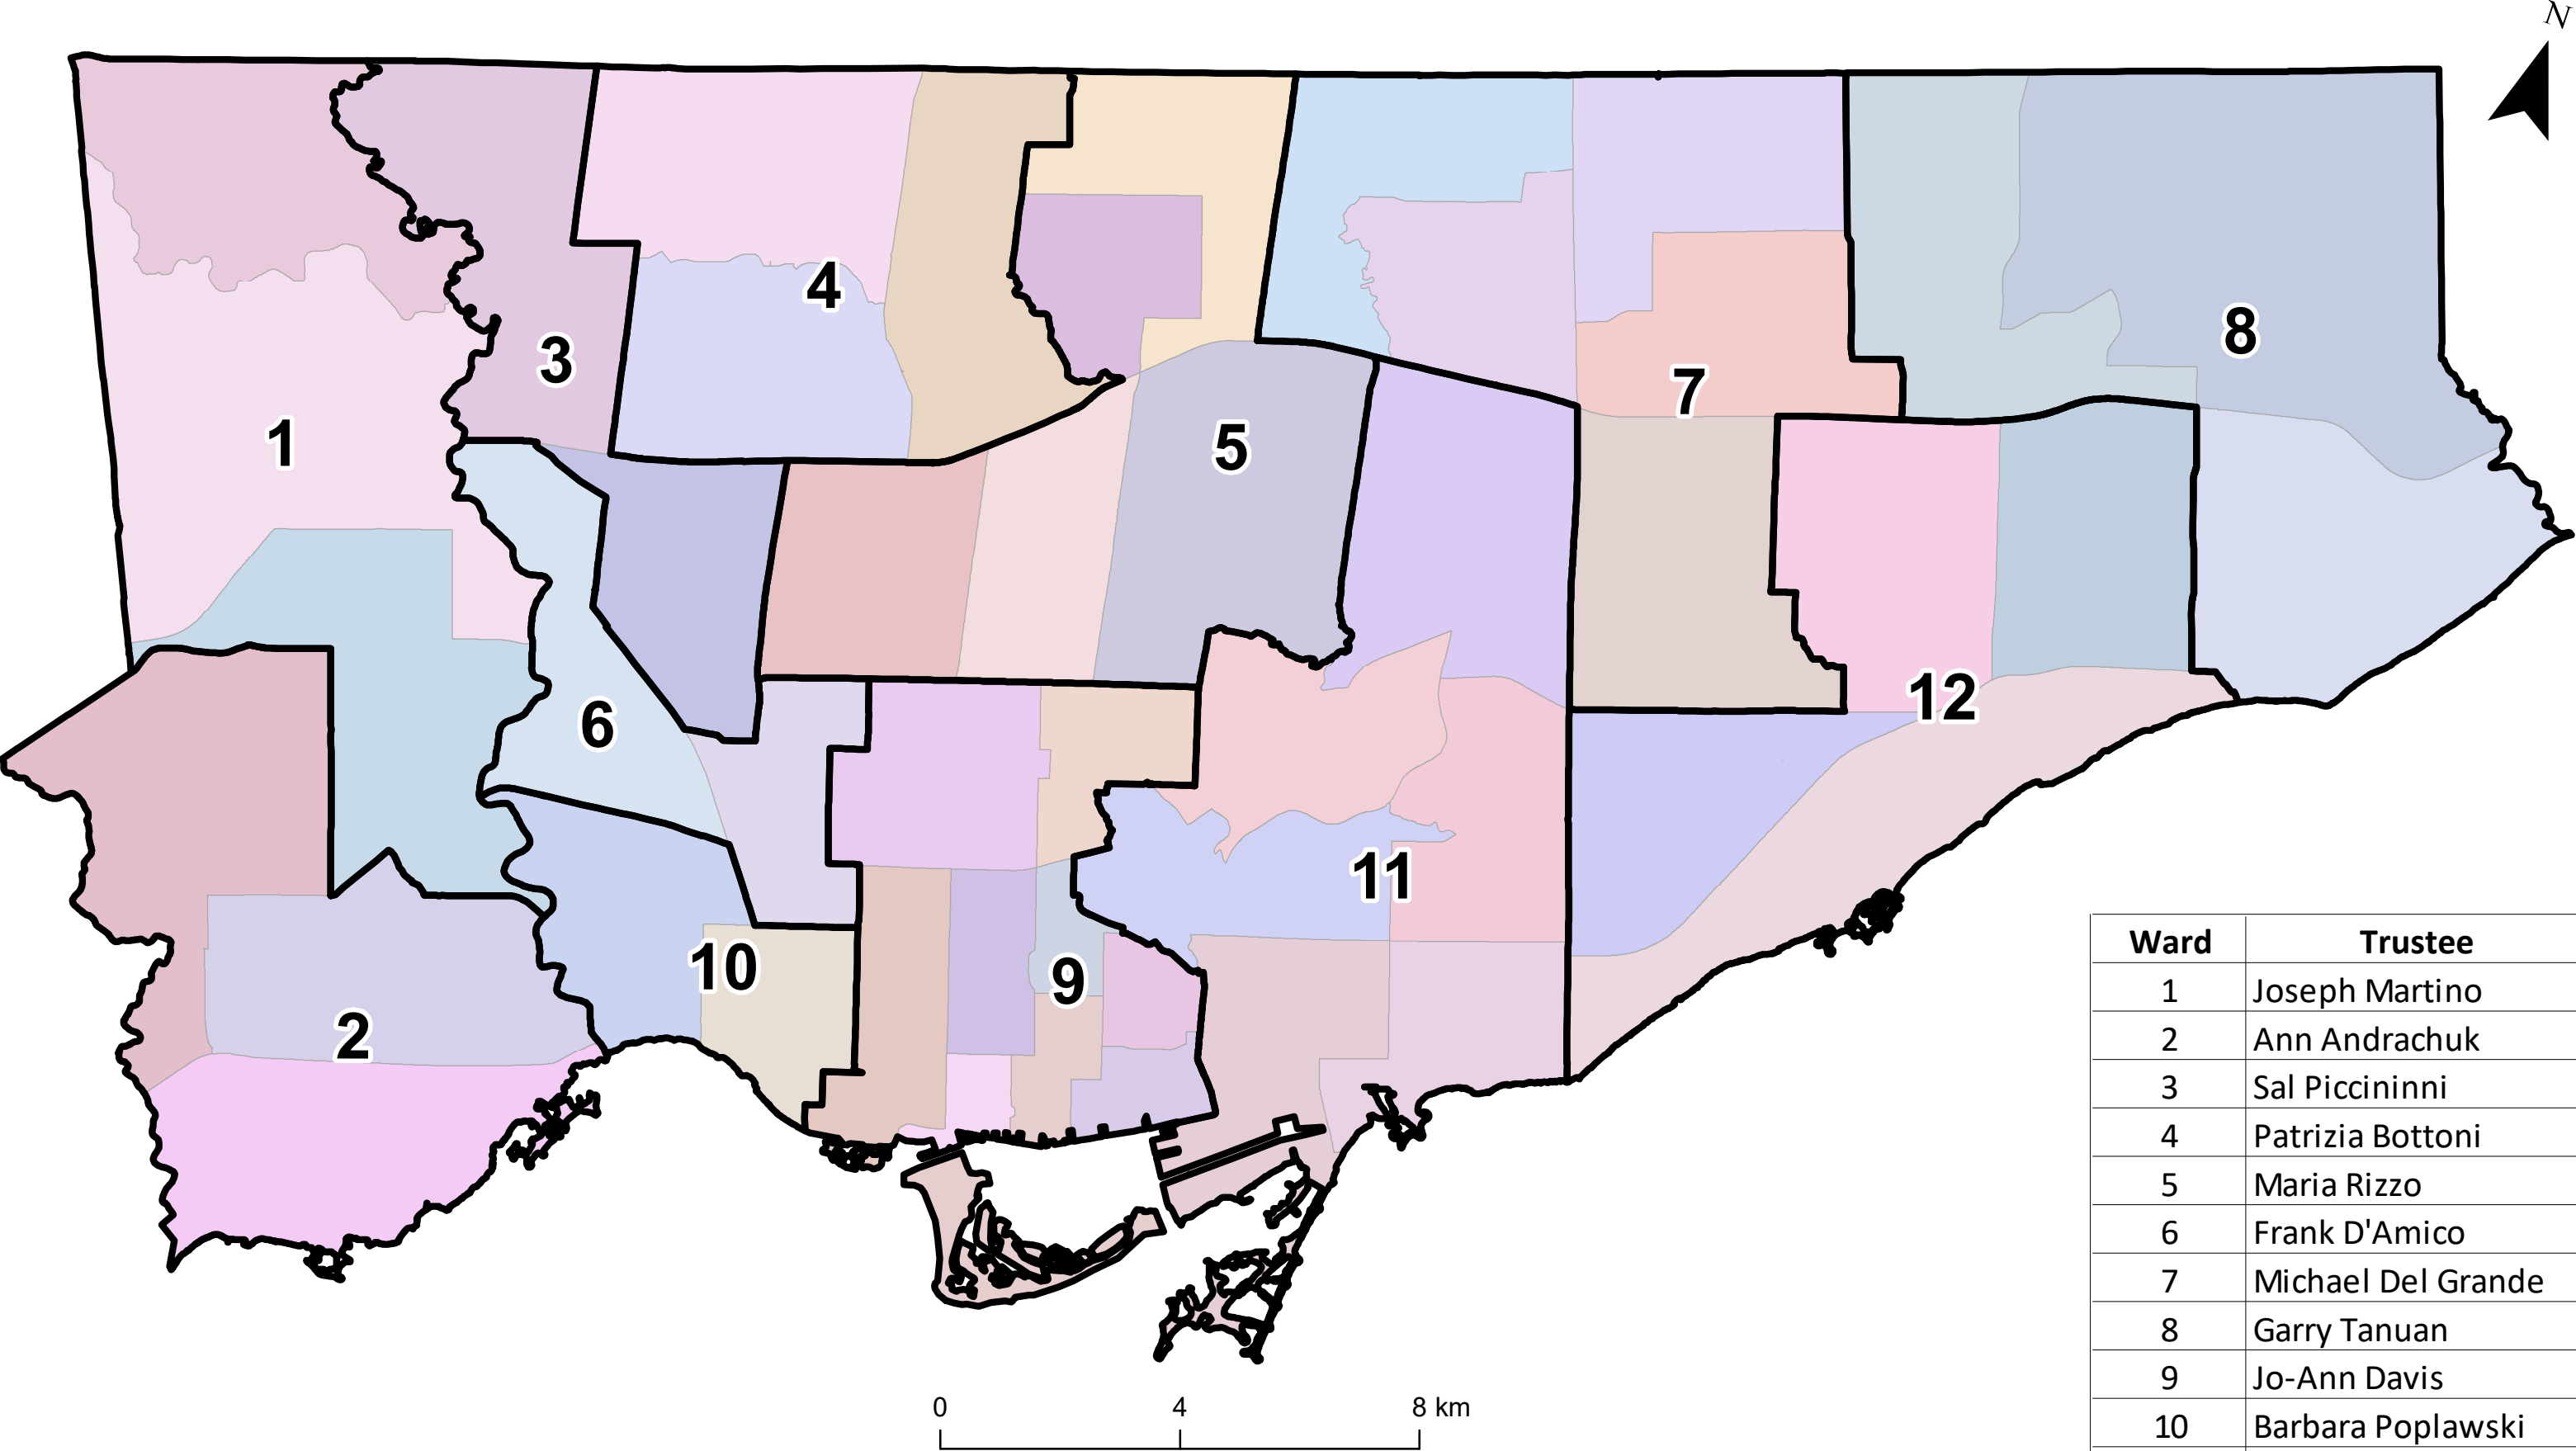 N
4
8
3
7
1
5
12
6
11
10
9
2
Ward Trustee
1 Joseph Martino
2 Ann Andrachuk
3 Sal Piccininni
4 Patrizia Bottoni
5 Maria Rizzo
6 Frank D'Amico
7 Michael Del Grande
8 Garry Tanuan
9 Jo-Ann Davis
10 Barbara Poplawski
0 4 8 km